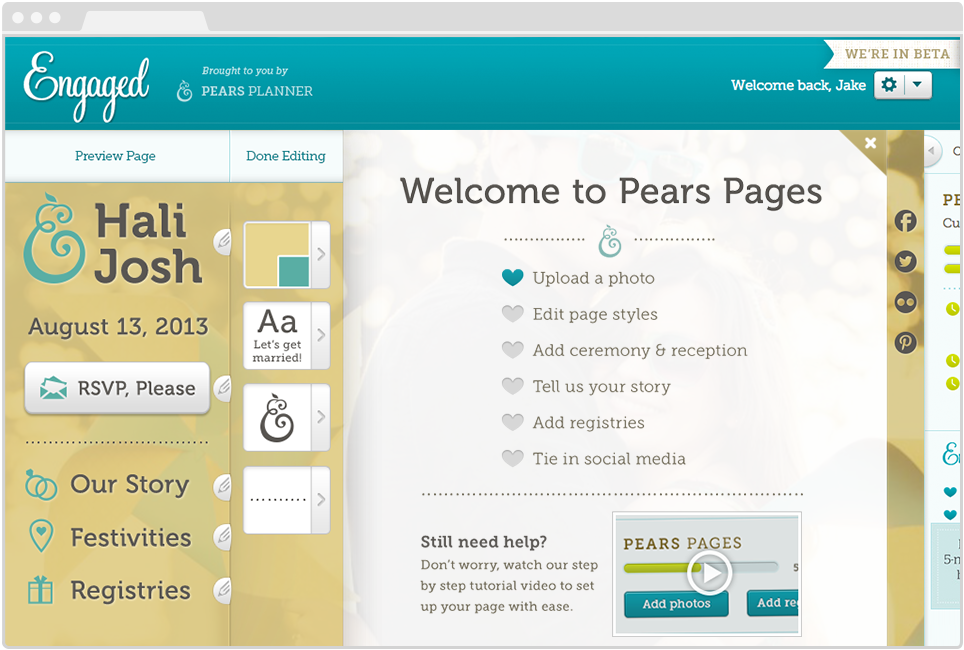 Engaged
Brought to you by
PEARS PLANNER
WE'RE IN BETA
Welcome back, Jake
Preview Page
Done Editing
& Hali
Josh
August 13, 2013
RSVP, Please
Our Story
Festivities
Registries
Aa
Let's get
married!
&
Welcome to Pears Pages
&
Upload a photo
Edit page styles
Add ceremony & reception
Tell us your story
Add registries
Tie in social media
Still need help?
Don't worry, watch our step
by step tutorial video to set
up your page with ease.
PEARS PAGES
5
Add photos
Add re
PE
Cu
5-n